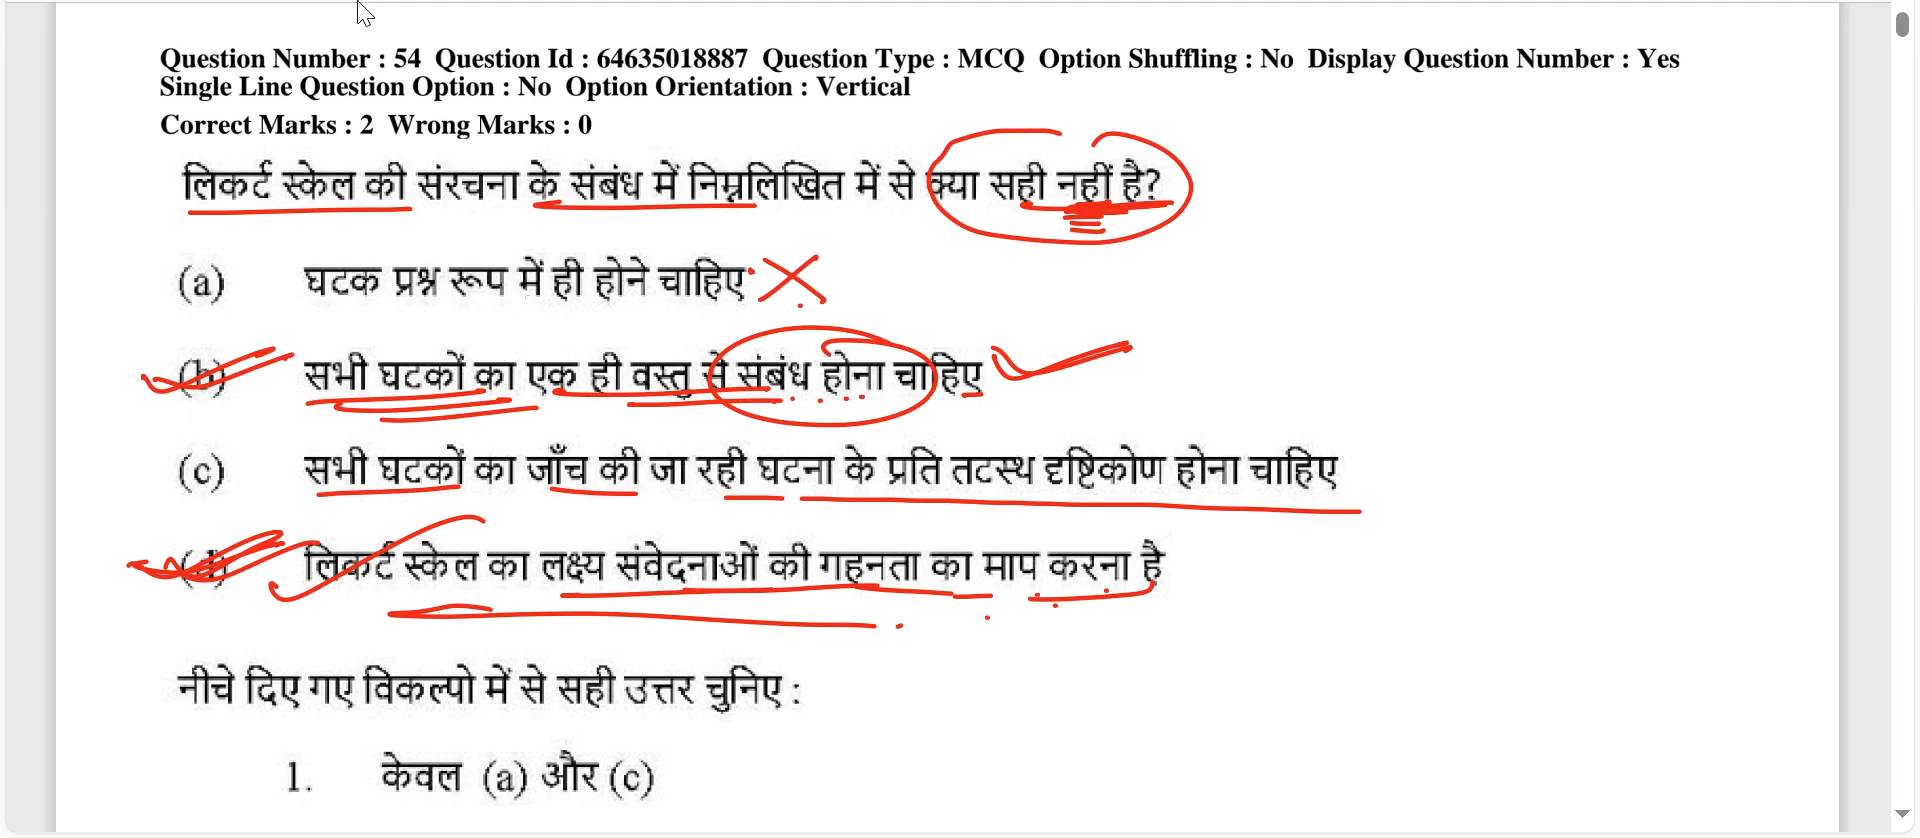 Question Number : 54 Question Id : 64635018887 Question Type : MCQ Option Shuffling : No Display Question Number : Yes
Single Line Question Option : No Option Orientation : Vertical
Correct Marks : 2 Wrong Marks : 0
लिकर्ट स्केल की संरचना के संबंध में निम्नलिखित में से क्या सही नहीं है?
(a) घटक प्रश्न रूप में ही होने चाहिए
(b) सभी घटकों का एक ही वस्तु से संबंध होना चाहिए
(c) सभी घटकों का जाँच की जा रही घटना के प्रति तटस्थ दृष्टिकोण होना चाहिए
(d) लिकर्ट स्केल का लक्ष्य संवेदनाओं की गहनता का माप करना है
नीचे दिए गए विकल्पो में से सही उत्तर चुनिए :
1. केवल (a) और (c)